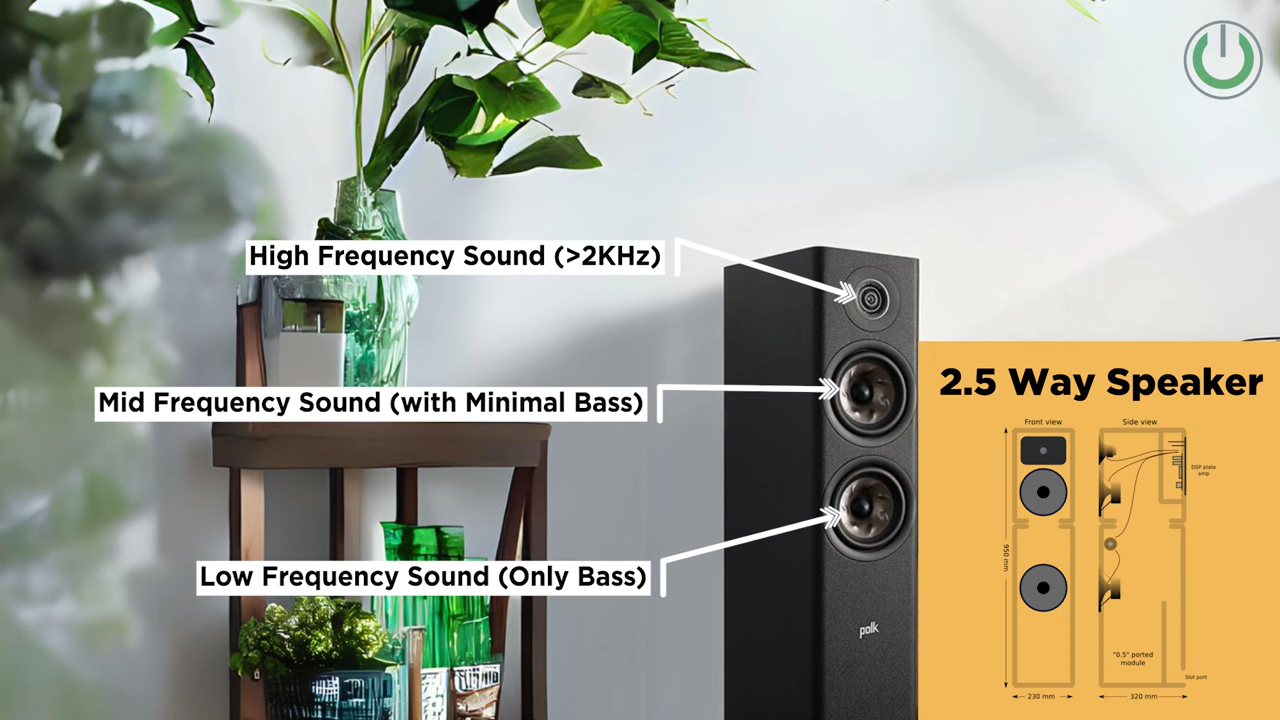 High Frequency Sound (>2KHz)
Mid Frequency Sound (with Minimal Bass)
Low Frequency Sound (Only Bass)
polk
2.5 Way Speaker
Front view
Side view
DSP plate
amp
950 mm
"0.5" ported
module
Slot port
230 mm
320 mm